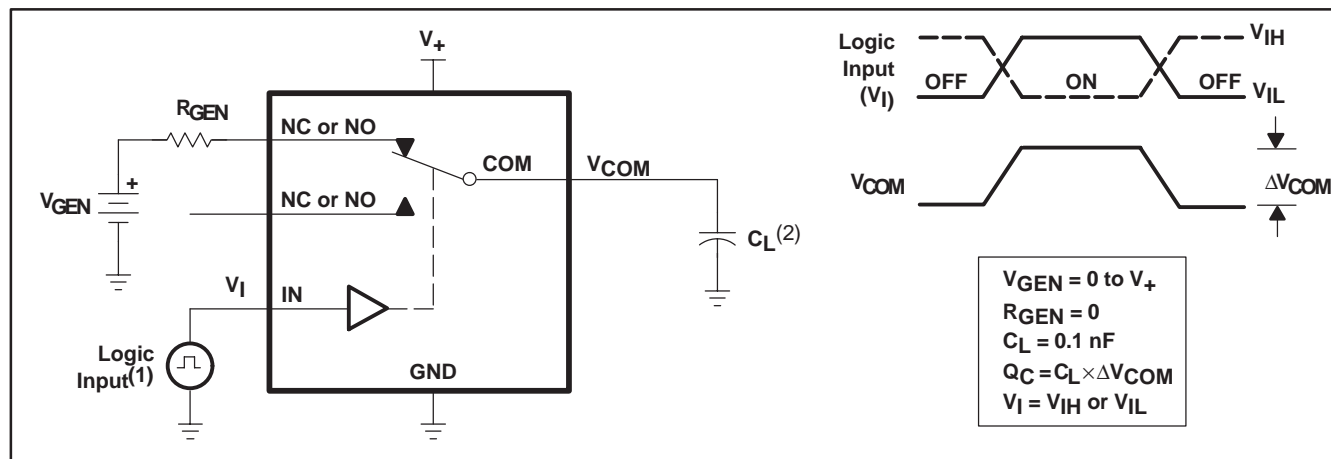 V+
RGEN
NC or NO
COM
VCOM
VGEN
+
NC or NO
CL(2)
VI
IN
Logic
Input(1)
GND
Logic
Input
(VI)
OFF
ON
OFF
VIH
VIL
VCOM
ΔVCOM
VGEN = 0 to V+
RGEN = 0
CL = 0.1 nF
QC = CL × ΔVCOM
VI = VIH or VIL